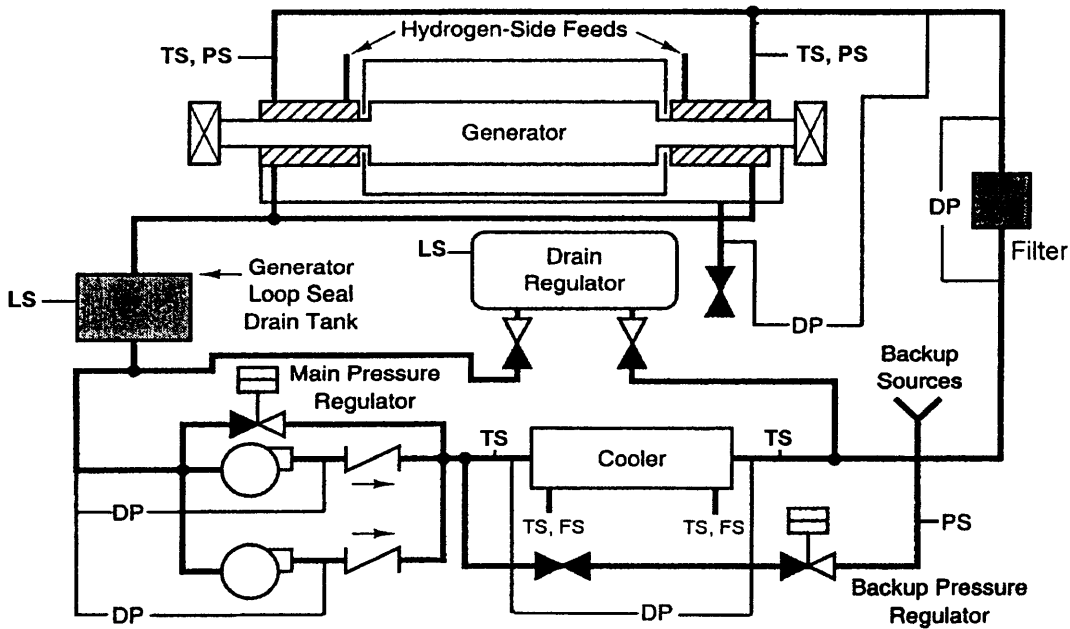 Hydrogen-Side Feeds
TS, PS
TS, PS
Generator
DP
Filter
LS
Drain
Regulator
Generator
Loop Seal
Drain Tank
LS
DP
Backup
Sources
Main Pressure
Regulator
TS
Cooler
TS
DP
TS, FS
TS, FS
PS
Backup Pressure
Regulator
DP
DP